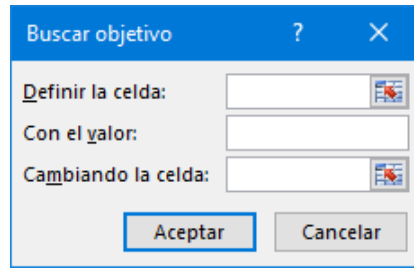 Buscar objetivo ?
Definir la celda:
Con el valor:
Cambiando la celda:
Aceptar Cancelar